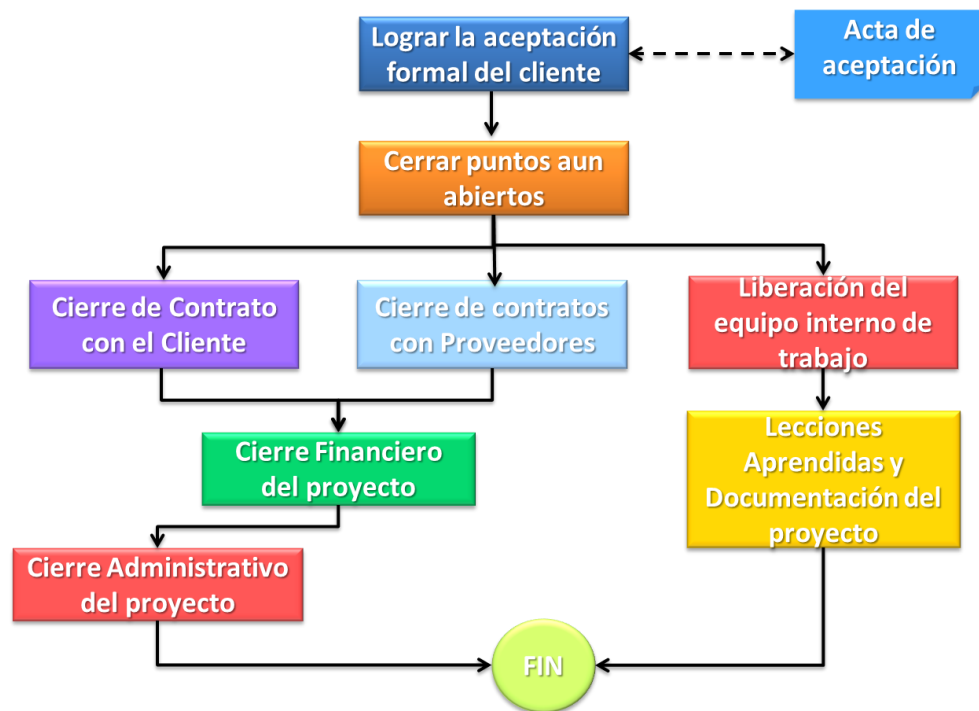 Lograr la aceptación
formal del cliente
Acta de
aceptación
Cerrar puntos aun
abiertos
Cierre de Contrato
con el Cliente
Cierre de contratos
con Proveedores
Liberación del
equipo interno de
trabajo
Cierre Financiero
del proyecto
Lecciones
Aprendidas y
Documentación del
proyecto
Cierre Administrativo
del proyecto
FIN